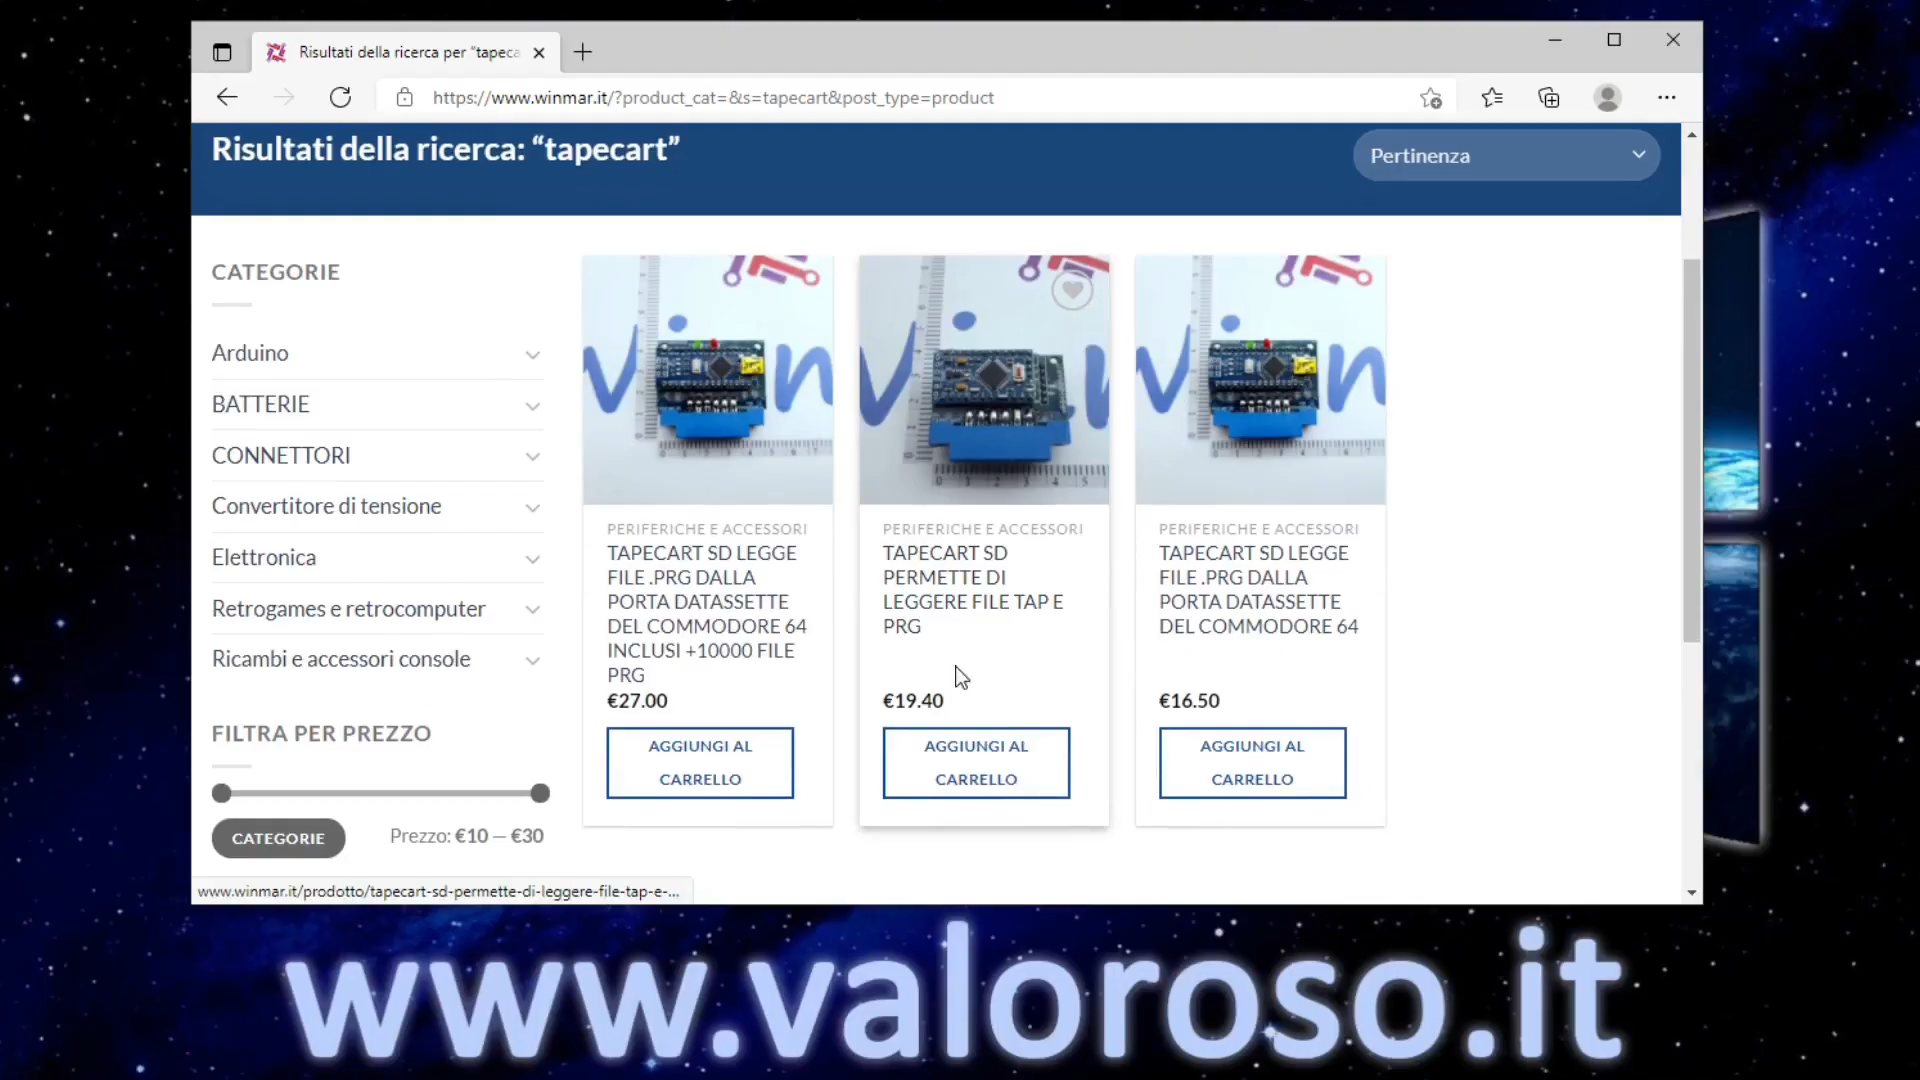 Risultati della ricerca per "tapeca
https://www.winmar.it/?product_cat=&s=tapecart&post_type=product
Risultati della ricerca: “tapecart”
Pertinenza
CATEGORIE
Arduino
BATTERIE
CONNETTORI
Convertitore di tensione
Elettronica
Retrogames e retrocomputer
Ricambi e accessori console
FILTRA PER PREZZO
CATEGORIE
Prezzo: €10 — €30
PERIFERICHE E ACCESSORI
TAPECART SD LEGGE
FILE .PRG DALLA
PORTA DATASSETTE
DEL COMMODORE 64
INCLUSI +10000 FILE
PRG
€27.00
AGGIUNGI AL
CARRELLO
PERIFERICHE E ACCESSORI
TAPECART SD
PERMETTE DI
LEGGERE FILE TAP E
PRG
€19.40
AGGIUNGI AL
CARRELLO
PERIFERICHE E ACCESSORI
TAPECART SD LEGGE
FILE .PRG DALLA
PORTA DATASSETTE
DEL COMMODORE 64
€16.50
AGGIUNGI AL
CARRELLO
www.winmar.it/prodotto/tapecart-sd-permette-di-leggere-file-tap-e-...
www.valoroso.it